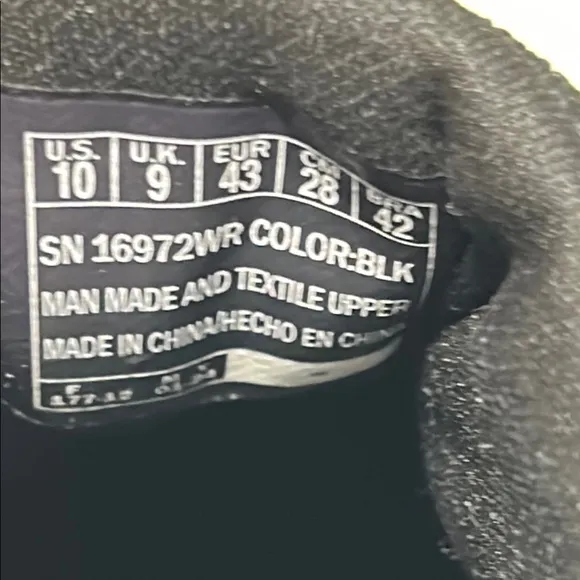 U.S. U.K. EUR CM BRA
10 9 43 28 42
SN 16972WR COLOR:BLK
MAN MADE AND TEXTILE UPPER
MADE IN CHINA/HECHO EN CHINA